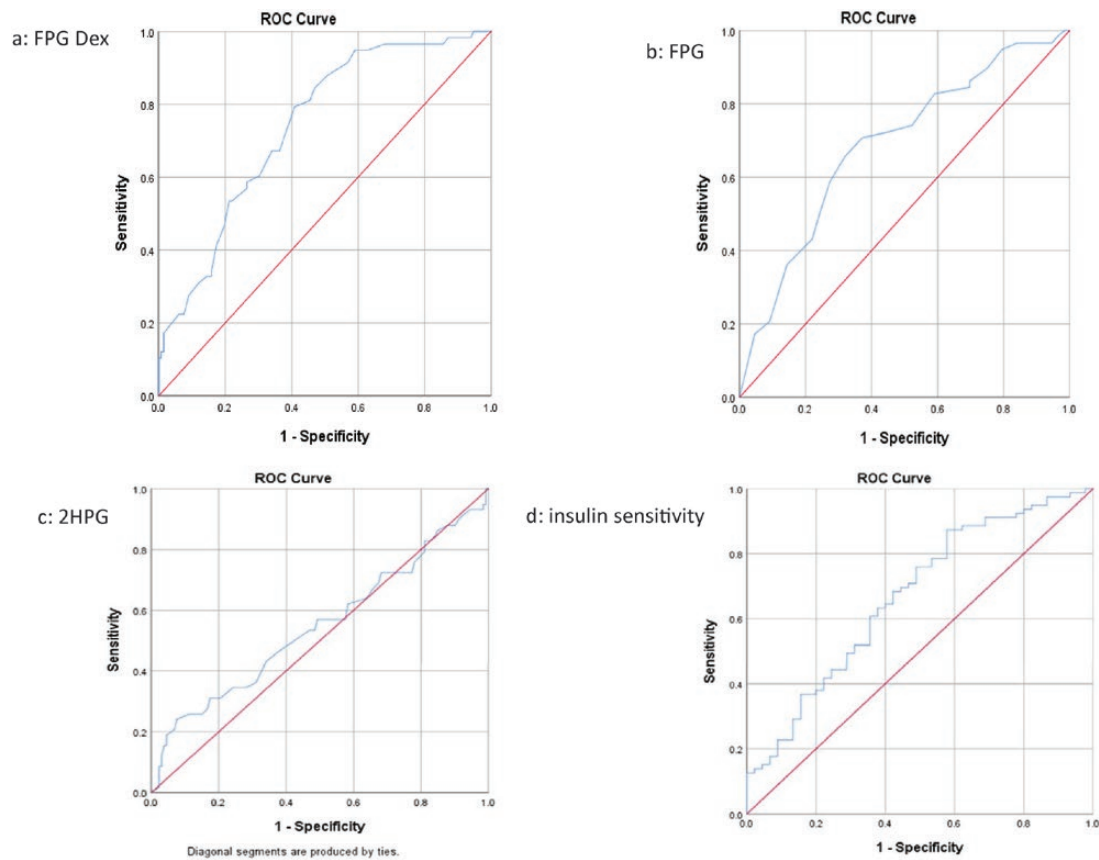 a: FPG Dex
ROC Curve
1.0
0.8
0.6
0.4
0.2
0.0
Sensitivity
0.0 0.2 0.4 0.6 0.8 1.0
1 - Specificity
b: FPG
ROC Curve
1.0
0.8
0.6
0.4
0.2
0.0
Sensitivity
0.0 0.2 0.4 0.6 0.8 1.0
1 - Specificity
c: 2HPG
ROC Curve
1.0
0.8
0.6
0.4
0.2
0.0
Sensitivity
0.0 0.2 0.4 0.6 0.8 1.0
1 - Specificity
Diagonal segments are produced by ties.
d: insulin sensitivity
ROC Curve
1.0
0.8
0.6
0.4
0.2
0.0
Sensitivity
0.0 0.2 0.4 0.6 0.8 1.0
1 - Specificity